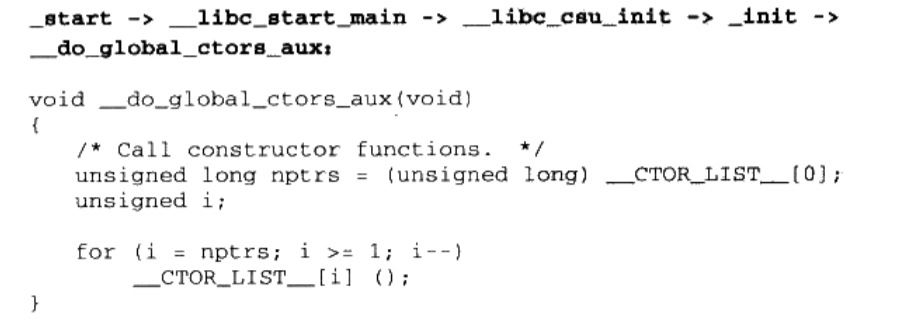 _start -> __libc_start_main -> __libc_csu_init -> _init ->
__do_global_ctors_aux:
void __do_global_ctors_aux(void)
{
    /* Call constructor functions.  */
    unsigned long nptrs = (unsigned long) __CTOR_LIST__[0];
    unsigned i;
    for (i = nptrs; i >= 1; i--)
        __CTOR_LIST__[i] ();
}